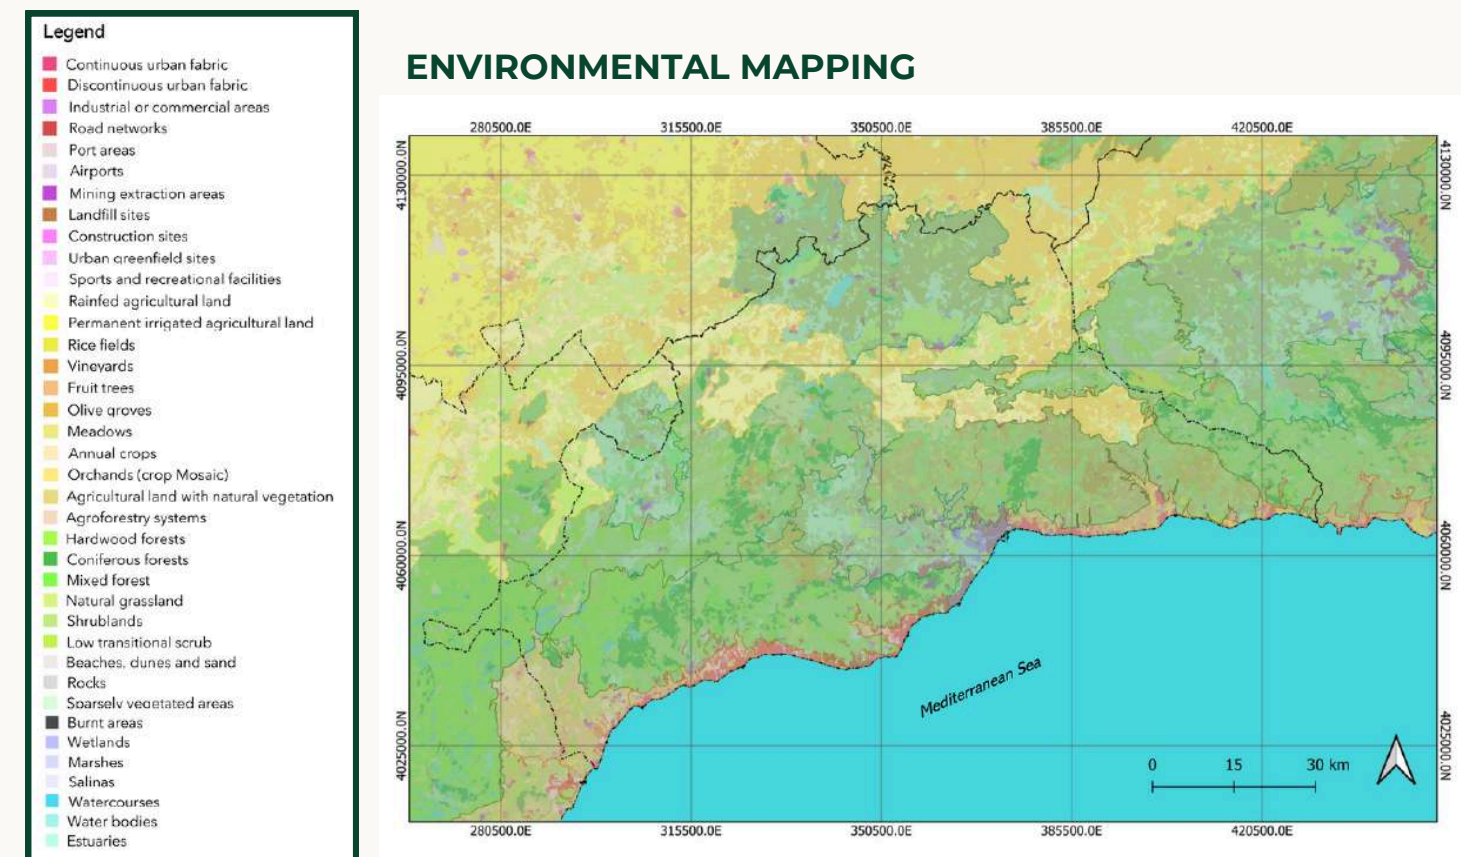 Legend
Continuous urban fabric
Discontinuous urban fabric
Industrial or commercial areas
Road networks
Port areas
Airports
Mining extraction areas
Landfill sites
Construction sites
Urban greenfield sites
Sports and recreational facilities
Rainfed agricultural land
Permanent irrigated agricultural land
Rice fields
Vineyards
Fruit trees
Olive groves
Meadows
Annual crops
Orchands (crop Mosaic)
Agricultural land with natural vegetation
Agroforestry systems
Hardwood forests
Coniferous forests
Mixed forest
Natural grassland
Shrublands
Low transitional scrub
Beaches, dunes and sand
Rocks
Sparsely vegetated areas
Burnt areas
Wetlands
Marshes
Salinas
Watercourses
Water bodies
Estuaries
ENVIRONMENTAL MAPPING
280500.0E 315500.0E 350500.0E 385500.0E 420500.0E
4130000.0N
4095000.0N
4060000.0N
4025000.0N
4130000.0N
4095000.0N
4060000.0N
4025000.0N
Mediterranean Sea
0 15 30 km
280500.0E 315500.0E 350500.0E 385500.0E 420500.0E